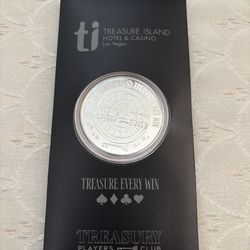 ti
TREASURE ISLAND
HOTEL & CASINO
Las Vegas
TREASURE EVERY WIN
TREASURY
PLAYERS CLUB